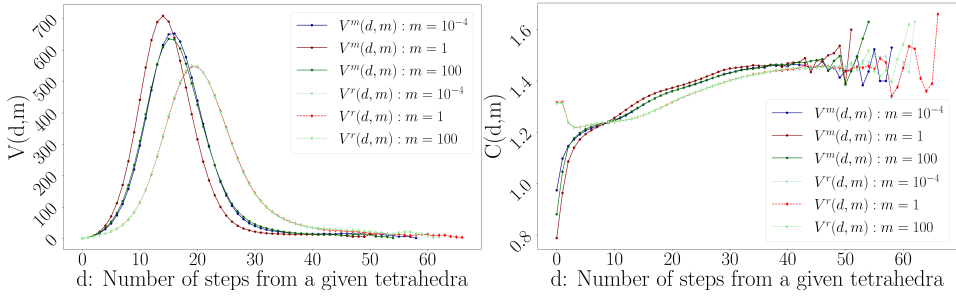 V(d,m)
700
600
500
400
300
200
100
0
V^m(d, m) : m = 10^{-4}
V^m(d, m) : m = 1
V^m(d, m) : m = 100
V^r(d, m) : m = 10^{-4}
V^r(d, m) : m = 1
V^r(d, m) : m = 100
0 10 20 30 40 50 60
d: Number of steps from a given tetrahedra
C(d,m)
1.6
1.4
1.2
1.0
0.8
V^m(d, m) : m = 10^{-4}
V^m(d, m) : m = 1
V^m(d, m) : m = 100
V^r(d, m) : m = 10^{-4}
V^r(d, m) : m = 1
V^r(d, m) : m = 100
0 10 20 30 40 50 60
d: Number of steps from a given tetrahedra